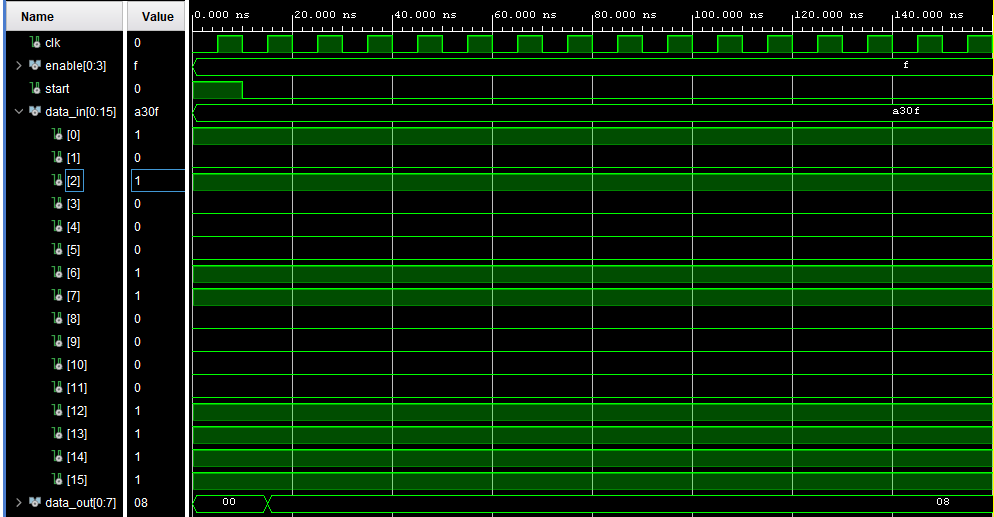 Name Value 0.000 ns 20.000 ns 40.000 ns 60.000 ns 80.000 ns 100.000 ns 120.000 ns 140.000 ns
clk 0
enable[0:3] f f
start 0
data_in[0:15] a30f a30f
[0] 1
[1] 0
[2] 1
[3] 0
[4] 0
[5] 0
[6] 1
[7] 1
[8] 0
[9] 0
[10] 0
[11] 0
[12] 1
[13] 1
[14] 1
[15] 1
data_out[0:7] 08 00 08